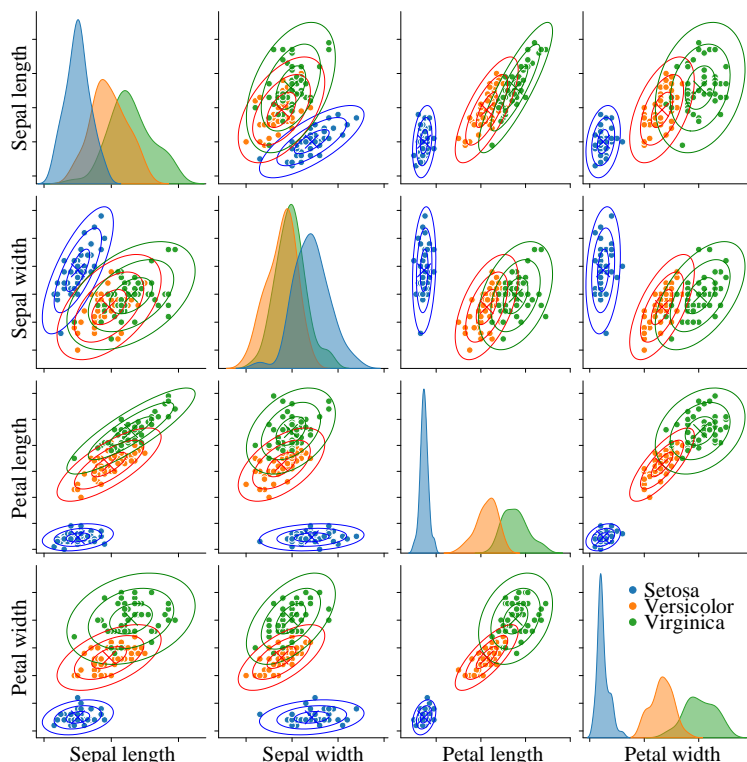 Sepal length
Sepal width
Petal length
Petal width
Setosa
Versicolor
Virginica
Sepal length
Sepal width
Petal length
Petal width